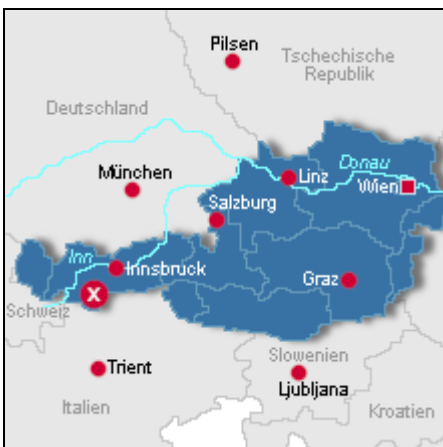 Pilsen
Tschechische
Republik
Deutschland
München
Donau
Linz
Wien
Salzburg
Inn
Innsbruck
X
Graz
Schweiz
Trient
Slowenien
Ljubljana
Italien
Kroatien